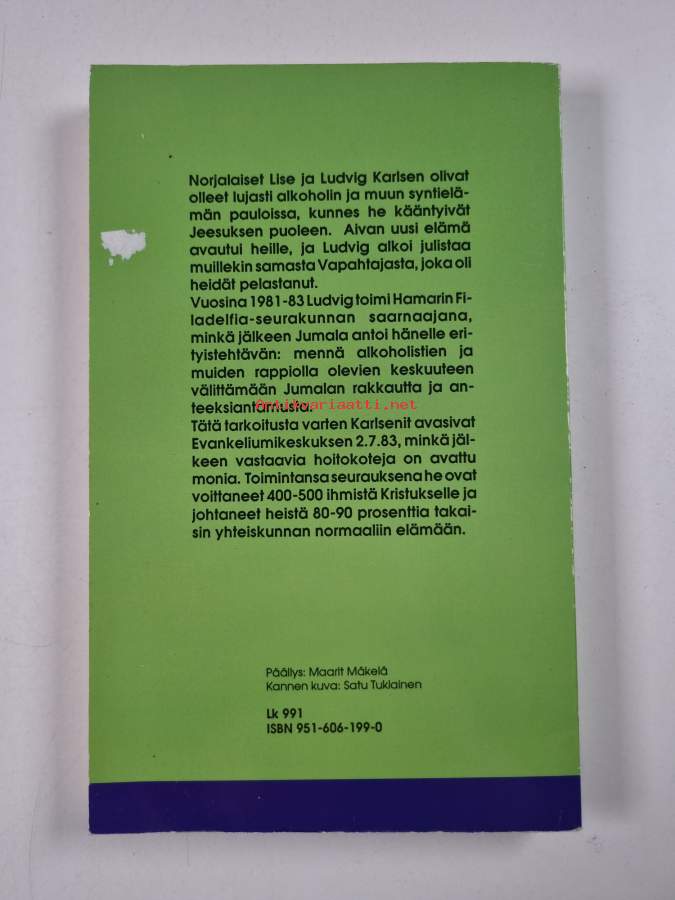 Norjalaiset Lise ja Ludvig Karlsen olivat
olleet lujasti alkoholin ja muun syntielä-
män pauloissa, kunnes he kääntyivät
Jeesuksen puoleen. Aivan uusi elämä
avautui heille, ja Ludvig alkoi julistaa
muillekin samasta Vapahtajasta, joka oli
heidät pelastanut.
Vuosina 1981-83 Ludvig toimi Hamarin Fi-
ladelfia-seurakunnan saarnaajana,
minkä jälkeen Jumala antoi hänelle eri-
tyistehtävän: mennä alkoholistien ja
muiden rappiolla olevien keskuuteen
välittämään Jumalan rakkautta ja an-
teeksiantamusta.
Antikvariaatti.net
Tätä tarkoitusta varten Karlsenit avasivat
Evankeliumikeskuksen 2.7.83, minkä jäl-
keen vastaavia hoitokoteja on avattu
monia. Toimintansa seurauksena he ovat
voittaneet 400-500 ihmistä Kristukselle ja
johtaneet heistä 80-90 prosenttia takai-
sin yhteiskunnan normaaliin elämään.
Päällys: Maarit Mäkelä
Kannen kuva: Satu Tukiainen
Lk 991
ISBN 951-606-199-0